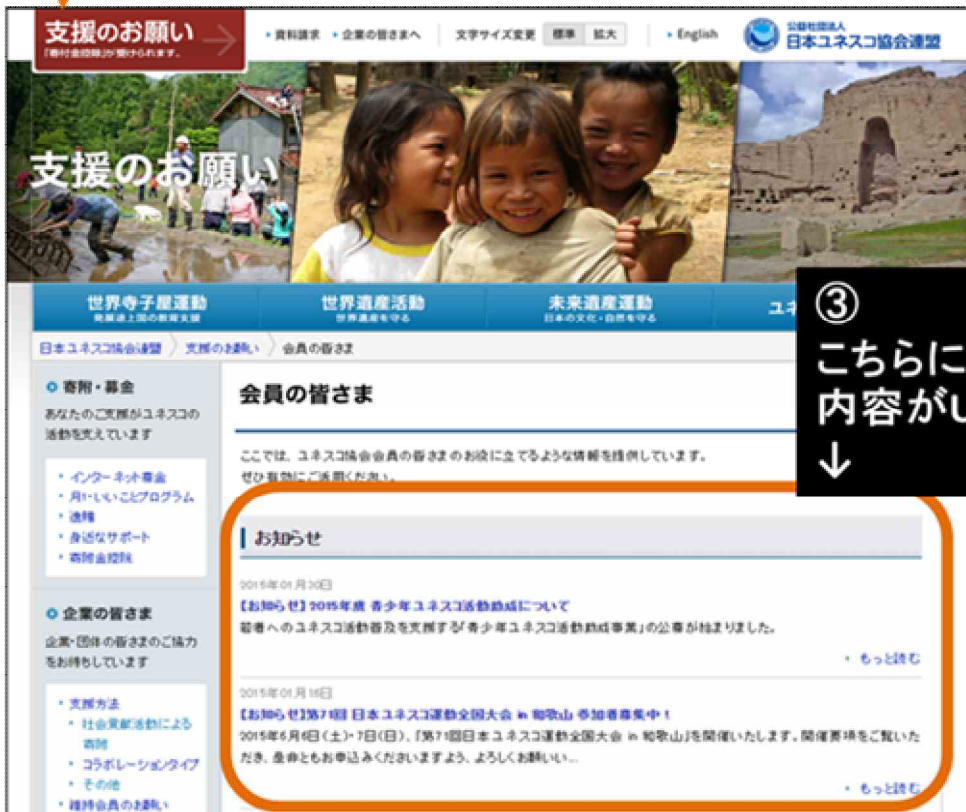 支援のお願い
「寄付金控除」が受けられます。
資料請求
企業の皆さまへ
文字サイズ変更
標準
拡大
English
公益社団法人
日本ユネスコ協会連盟
支援のお願い
世界寺子屋運動
発展途上国の教育支援
世界遺産活動
世界遺産を守る
未来遺産運動
日本の文化・自然を守る
ユネ
③
こちらに
内容が
↓
日本ユネスコ協会連盟
支援のお願い
会員の皆さま
寄附・募金
あなたのご支援がユネスコの
活動を支えています
インターネット募金
月1・いいことプログラム
遺贈
身近なサポート
寄附金控除
企業の皆さま
企業・団体の皆さまのご協力
をお待ちしています
支援方法
社会貢献活動による
寄附
コラボレーションタイプ
その他
維持会員のお願い
会員の皆さま
ここでは、ユネスコ協会会員の皆さまのお役に立てるような情報を提供しています。
ぜひ有効にご活用ください。
お知らせ
2015年01月30日
【お知らせ】2015年度 青少年ユネスコ活動助成について
若者へのユネスコ活動普及を支援する「青少年ユネスコ活動助成事業」の公募が始まりました。
もっと読む
2015年01月16日
【お知らせ】第71回 日本ユネスコ運動全国大会 in 和歌山 参加者募集中！
2015年6月6日（土）・7日（日）、「第71回日本ユネスコ運動全国大会 in 和歌山」を開催いたします。開催要項をご覧いた
だき、是非ともお申込みくださいますよう、よろしくお願いい...
もっと読む